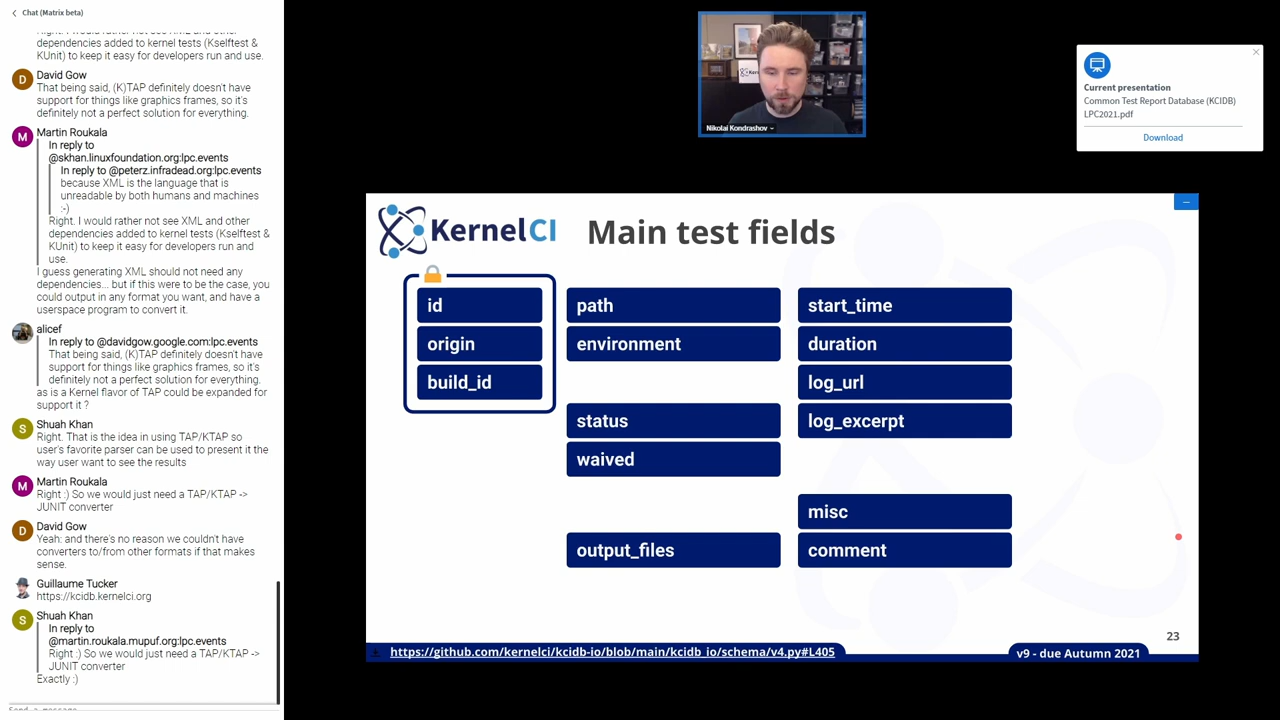 Chat (Matrix beta)
dependencies added to kernel tests (Kselftest &
KUnit) to keep it easy for developers run and use.
David Gow
That being said, (K)TAP definitely doesn't have
support for things like graphics frames, so it's
definitely not a perfect solution for everything.
Martin Roukala
In reply to
@skhan.linuxfoundation.org:lpc.events
In reply to @peterz.infradead.org:lpc.events
because XML is the language that is
unreadable by both humans and machines
:-)
Right. I would rather not see XML and other
dependencies added to kernel tests (Kselftest &
KUnit) to keep it easy for developers run and
use.
I guess generating XML should not need any
dependencies... but if this were to be the case, you
could output in any format you want, and have a
userspace program to convert it.
alicef
In reply to @davidgow.google.com:lpc.events
That being said, (K)TAP definitely doesn't have
support for things like graphics frames, so it's
definitely not a perfect solution for everything.
as is a Kernel flavor of TAP could be expanded for
support it ?
Shuah Khan
Right. That is the idea in using TAP/KTAP so
user's favorite parser can be used to present it the
way user want to see the results
Martin Roukala
Right :) So we would just need a TAP/KTAP ->
JUNIT converter
David Gow
Yeah: and there's no reason we couldn't have
converters to/from other formats if that makes
sense.
Guillaume Tucker
https://kcidb.kernelci.org
Shuah Khan
In reply to
@martin.roukala.mupuf.org:lpc.events
Right :) So we would just need a TAP/KTAP ->
JUNIT converter
Exactly :)
Nikolai Kondrashov
Current presentation
Common Test Report Database (KCIDB)
LPC2021.pdf
Download
KernelCI
Main test fields
id
origin
build_id
path
environment
status
waived
output_files
start_time
duration
log_url
log_excerpt
misc
comment
23
https://github.com/kernelci/kcidb-io/blob/main/kcidb_io/schema/v4.py#L405
v9 - due Autumn 2021